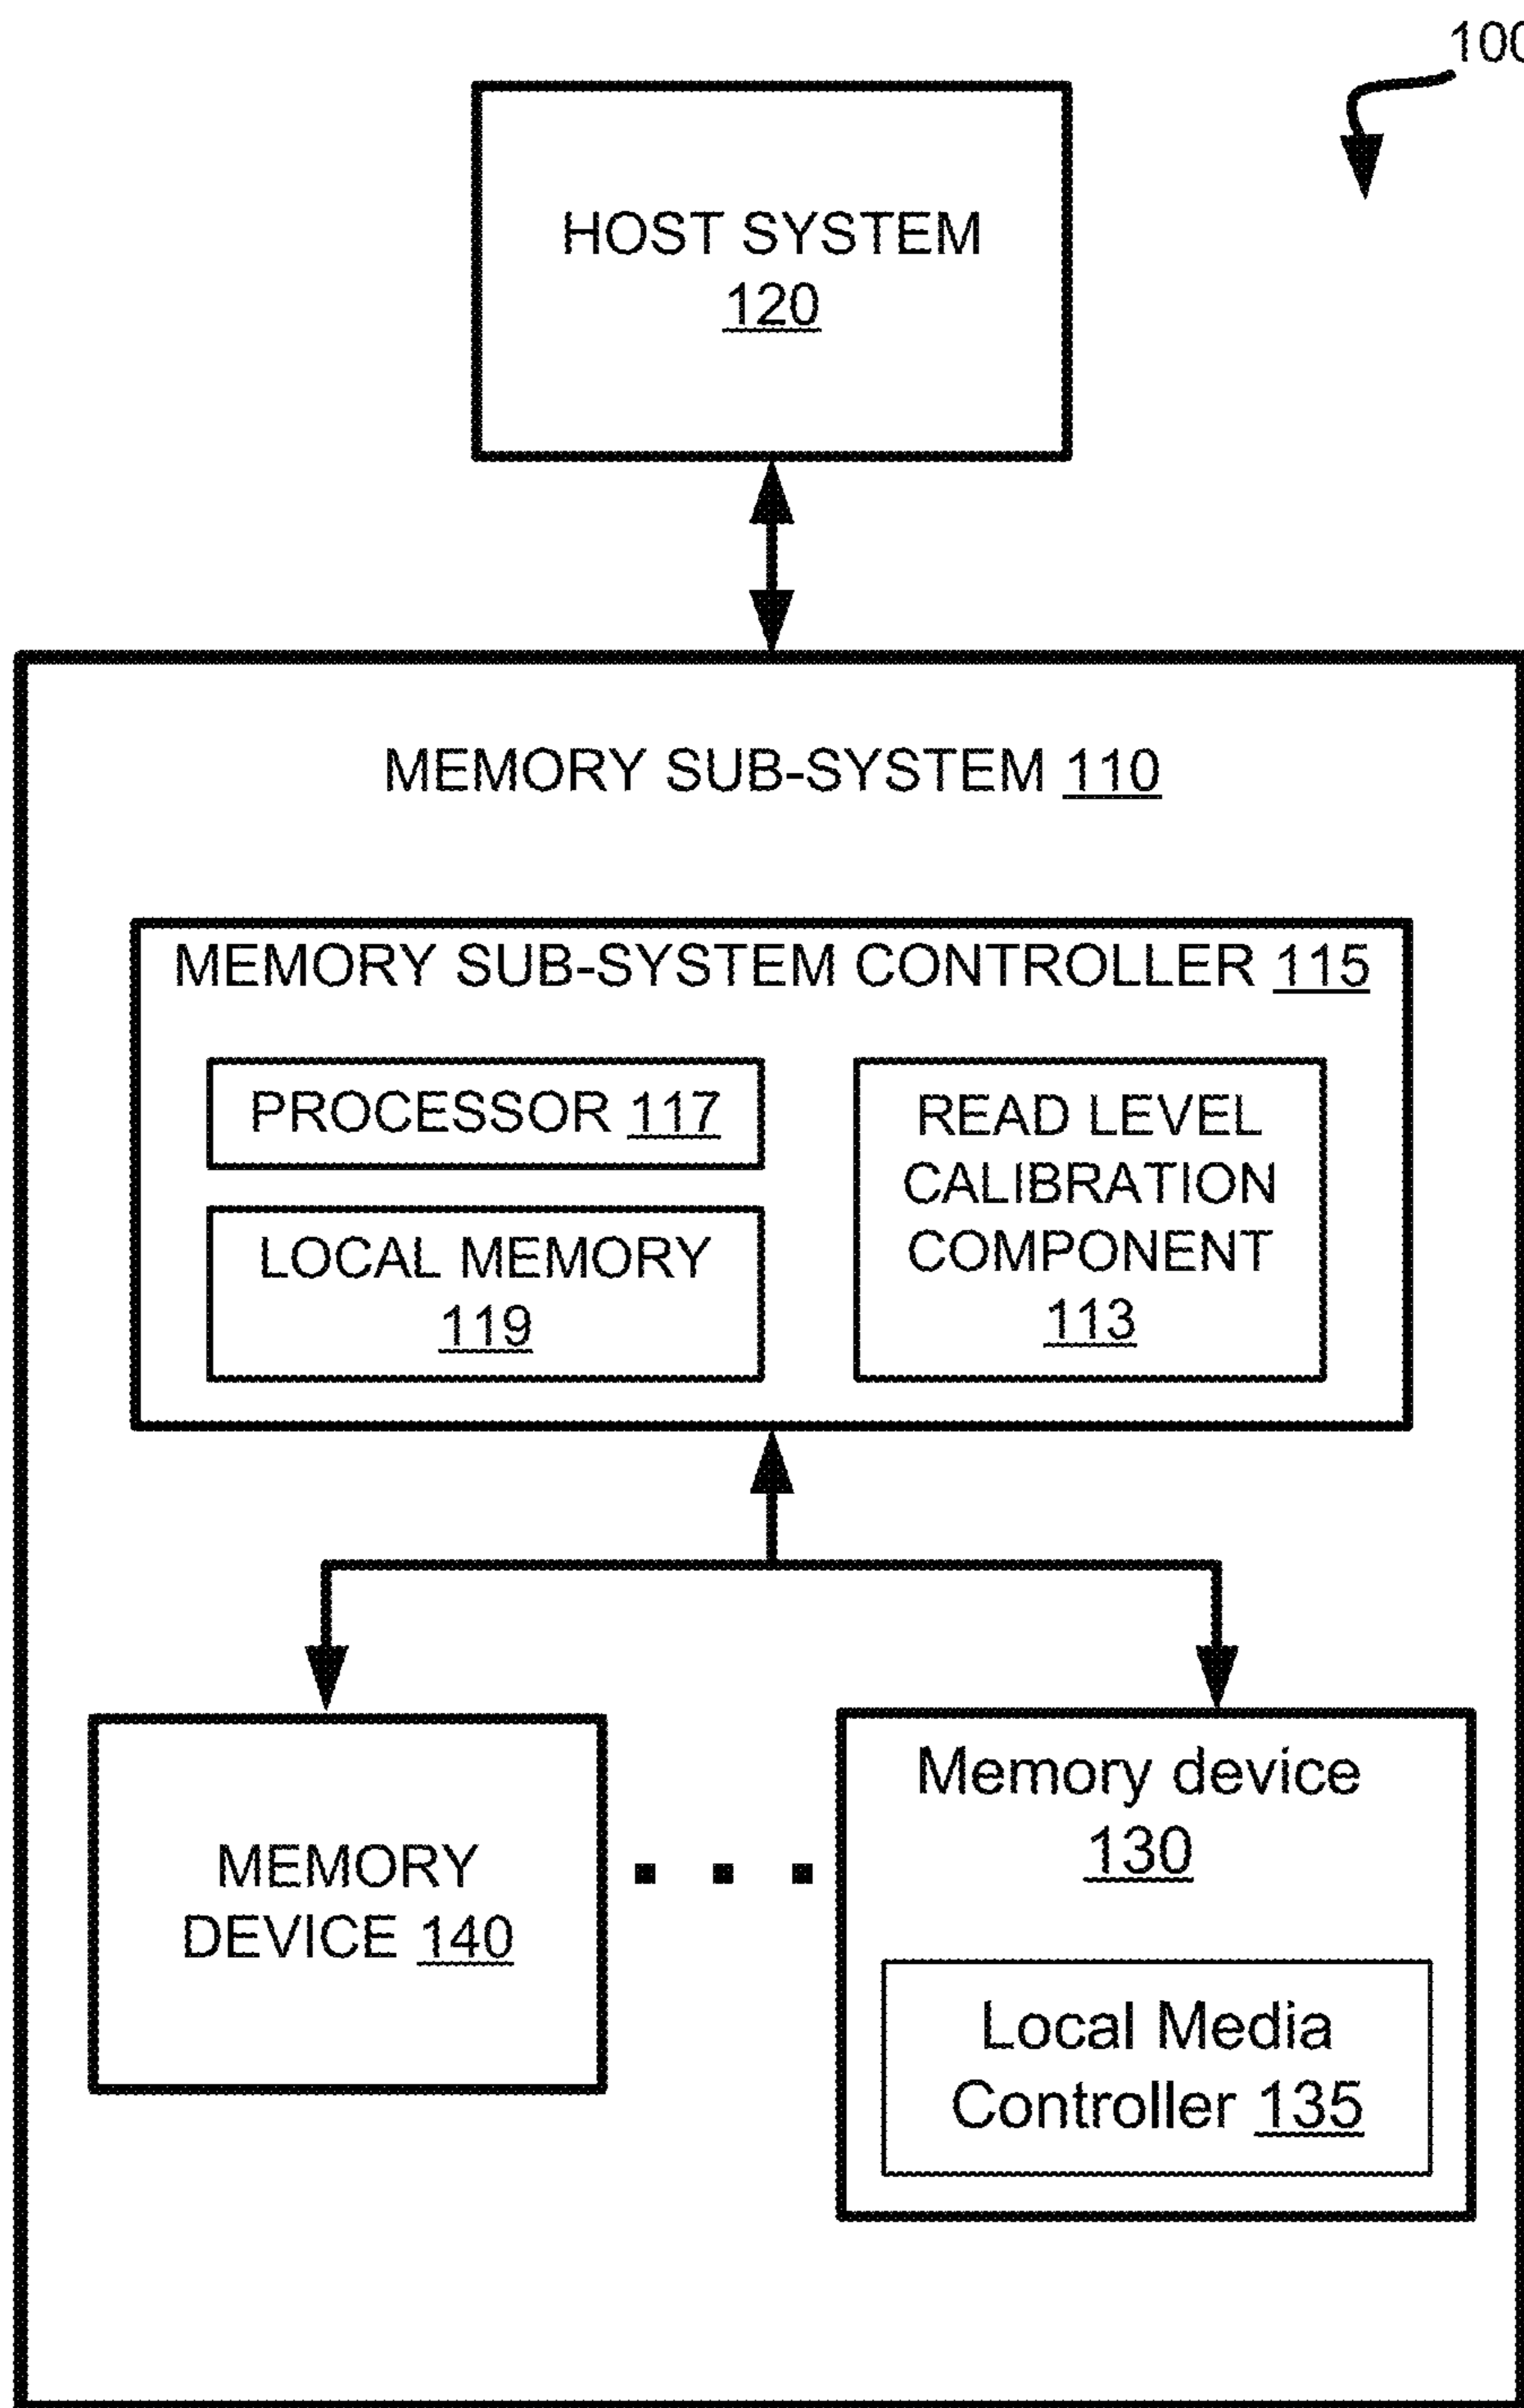 100
HOST SYSTEM
120
MEMORY SUB-SYSTEM 110
MEMORY SUB-SYSTEM CONTROLLER 115
PROCESSOR 117
LOCAL MEMORY
119
READ LEVEL
CALIBRATION
COMPONENT
113
MEMORY
DEVICE 140
Memory device
130
Local Media
Controller 135